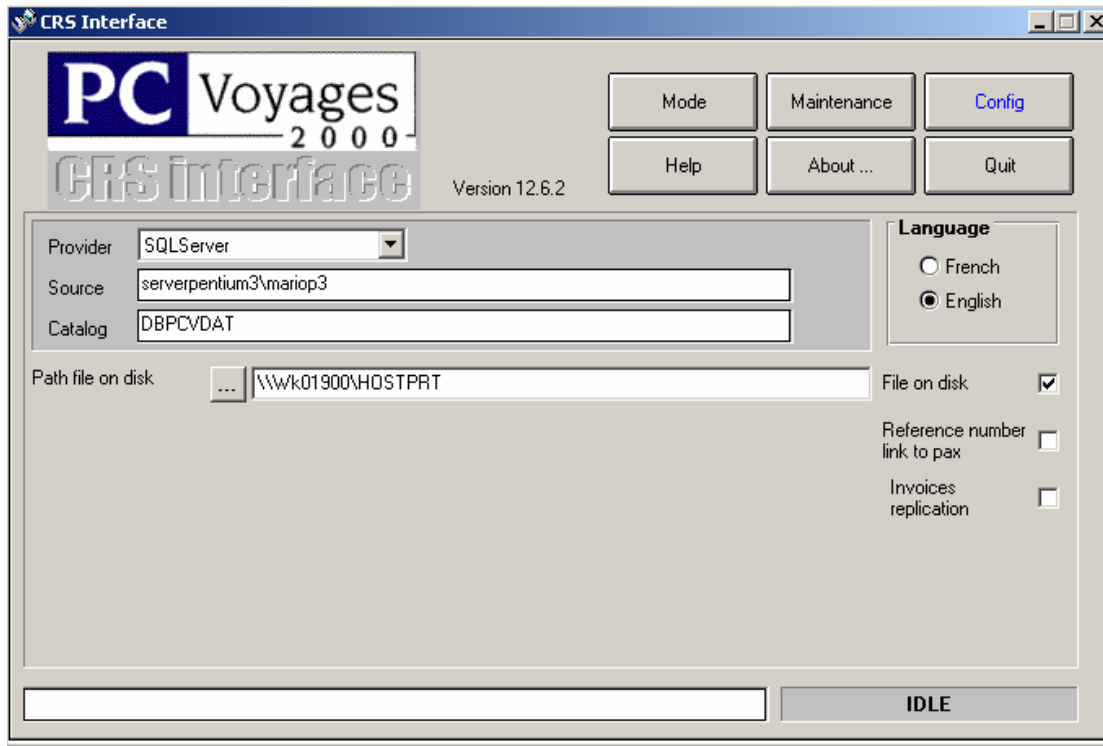 CRS Interface
PC Voyages
2000
CRS interface
Version 12.6.2
Mode
Maintenance
Config
Help
About ...
Quit
Provider
SQLServer
Source
serverpentium3\mariop3
Catalog
DBPCVDAT
Language
French
English
Path file on disk
...
\\Wk01900\HOSTPRT
File on disk
Reference number
link to pax
Invoices
replication
IDLE